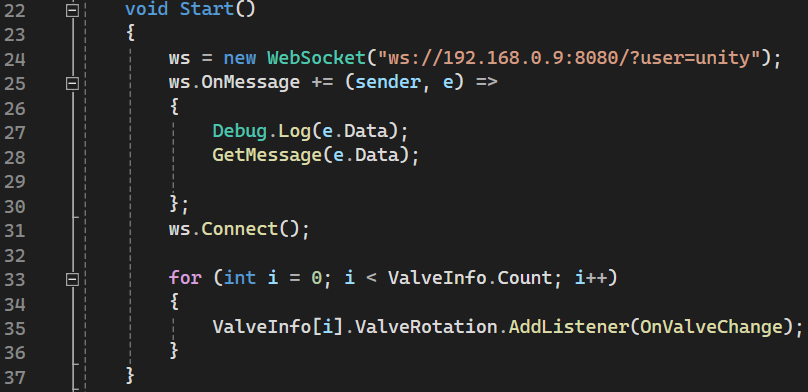 22 void Start()
23 {
24 ws = new WebSocket("ws://192.168.0.9:8080/?user=unity");
25 ws.OnMessage += (sender, e) =>
26 {
27 Debug.Log(e.Data);
28 GetMessage(e.Data);
29
30 };
31 ws.Connect();
32
33 for (int i = 0; i < ValveInfo.Count; i++)
34 {
35 ValveInfo[i].ValveRotation.AddListener(OnValveChange);
36 }
37 }